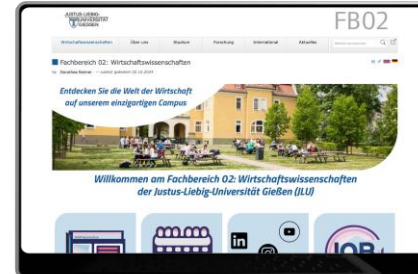 JUSTUS-LIEBIG-
UNIVERSITÄT
GIESSEN
FB02
Wirtschaftswissenschaften Über uns Studium Forschung International Aktuelles
Fachbereich 02: Wirtschaftswissenschaften
Entdecken Sie die Welt der Wirtschaft
auf unserem einzigartigen Campus
Willkommen am Fachbereich 02: Wirtschaftswissenschaften
der Justus-Liebig-Universität Gießen (JLU)
in
JOB